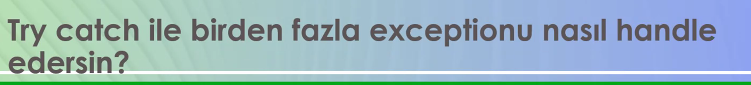 Try catch ile birden fazla exceptionu nasıl handle
edersin?